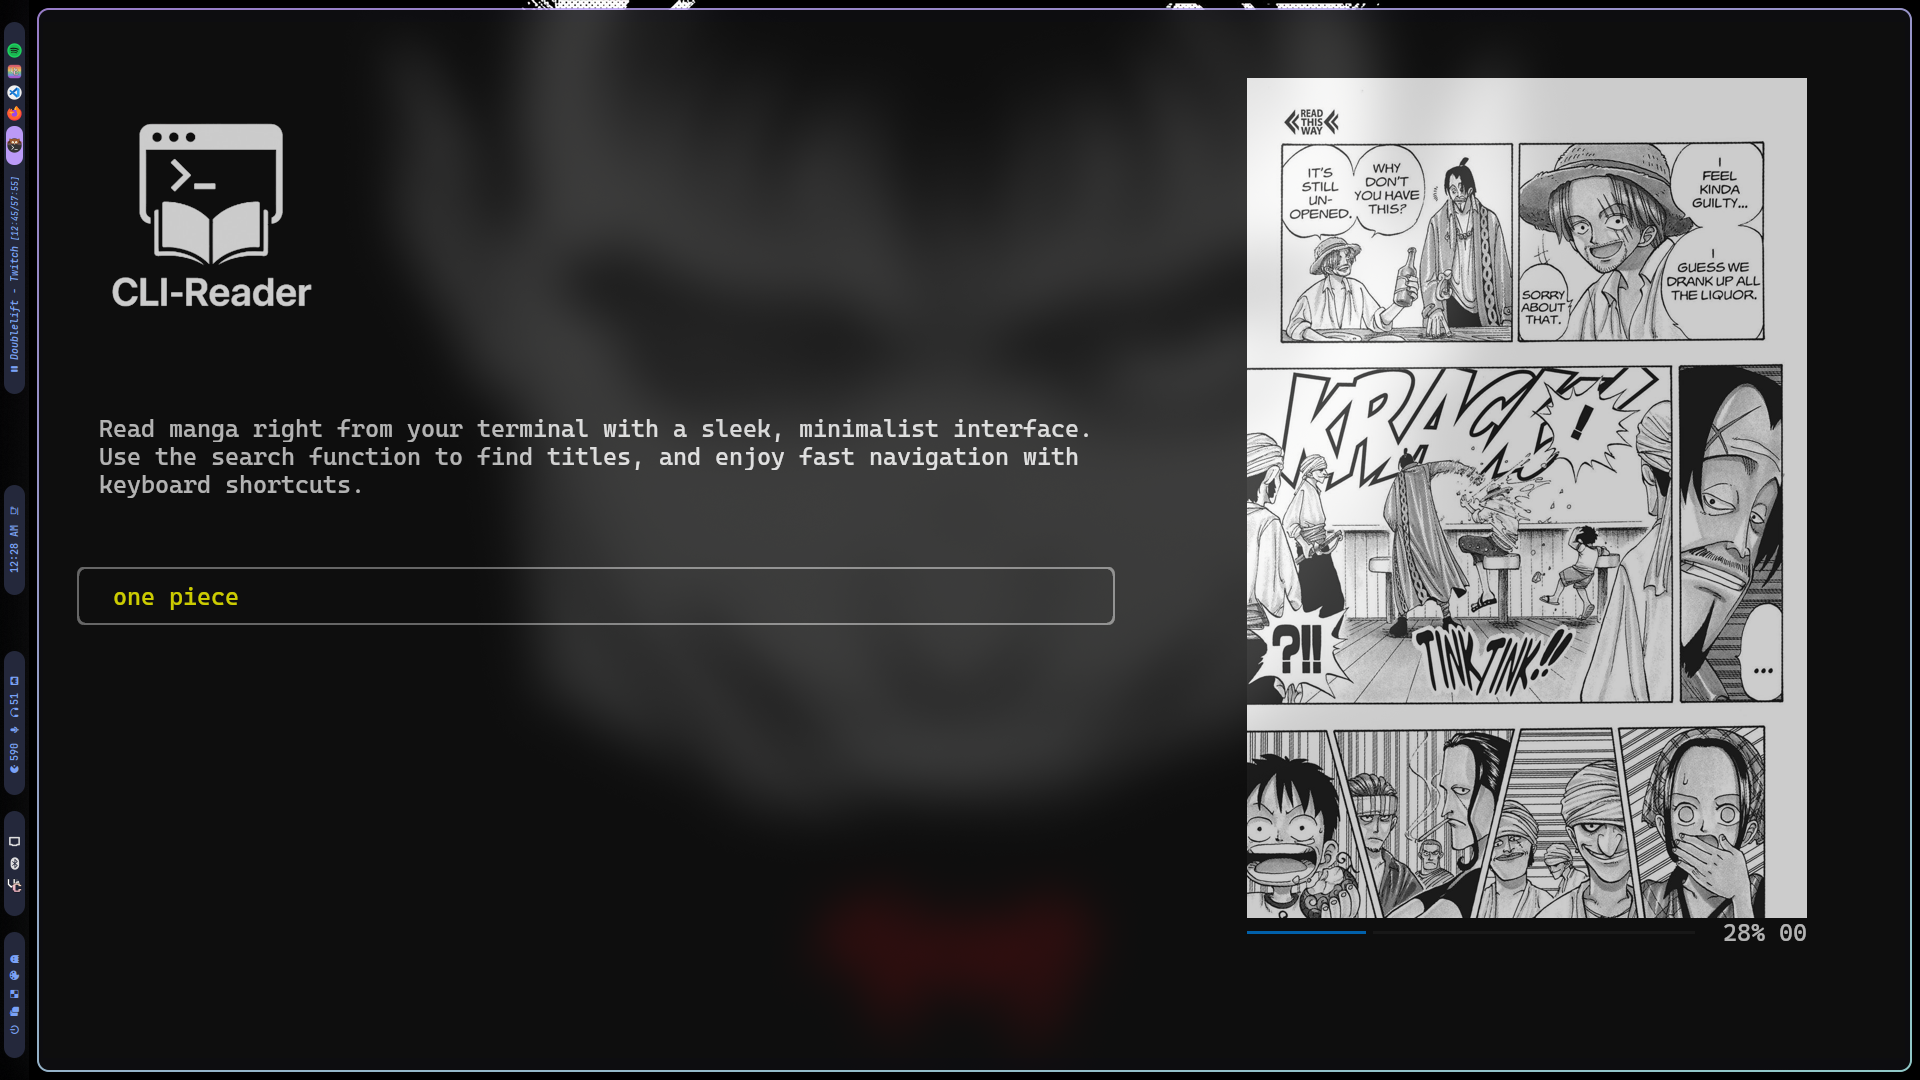 Doublelift - Twitch [12:45/57:55]
12:28 AM
51
590
CLI-Reader
Read manga right from your terminal with a sleek, minimalist interface.
Use the search function to find titles, and enjoy fast navigation with
keyboard shortcuts.
one piece
READ
THIS
WAY
I
FEEL
KINDA
GUILTY...
I
GUESS WE
DRANK UP ALL
THE LIQUOR.
SORRY
ABOUT
THAT.
WHY
DON'T
YOU HAVE
THIS?
IT'S
STILL
UN-
OPENED.
...
KRACK!!
!
?!!
TINK TINK!!
28% 00